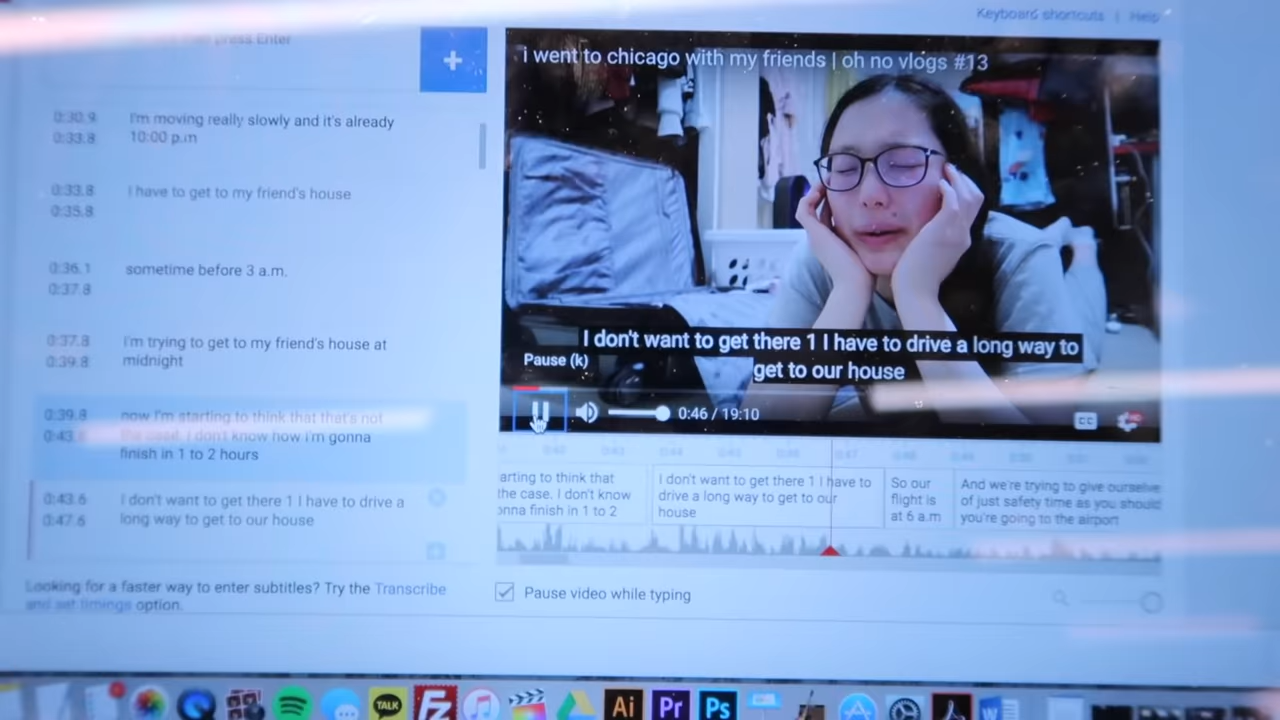 Keyboard shortcuts | Help
press Enter
+
i went to chicago with my friends | oh no vlogs #13
0:30.9
0:33.8
I'm moving really slowly and it's already
10:00 p.m
0:33.8
0:35.8
I have to get to my friend's house
0:36.1
0:37.8
sometime before 3 a.m.
0:37.8
0:39.8
I'm trying to get to my friend's house at
midnight
0:39.8
0:43.
now I'm starting to think that that's not
the case. I don't know how I'm gonna
finish in 1 to 2 hours
0:43.6
0:47.6
I don't want to get there 1 I have to drive a
long way to get to our house
I don't want to get there 1 I have to drive a long way to
get to our house
Pause (k)
0:46 / 19:10
CC
arting to think that
the case. I don't know
onna finish in 1 to 2
I don't want to get there 1 I have to
drive a long way to get to our
house
So our
flight is
at 6 a.m
And we're trying to give ourselve
of just safety time as you should
you're going to the airport
Looking for a faster way to enter subtitles? Try the Transcribe
and set timings option.
Pause video while typing
TALK
Fz
Ai
Pr
Ps
W